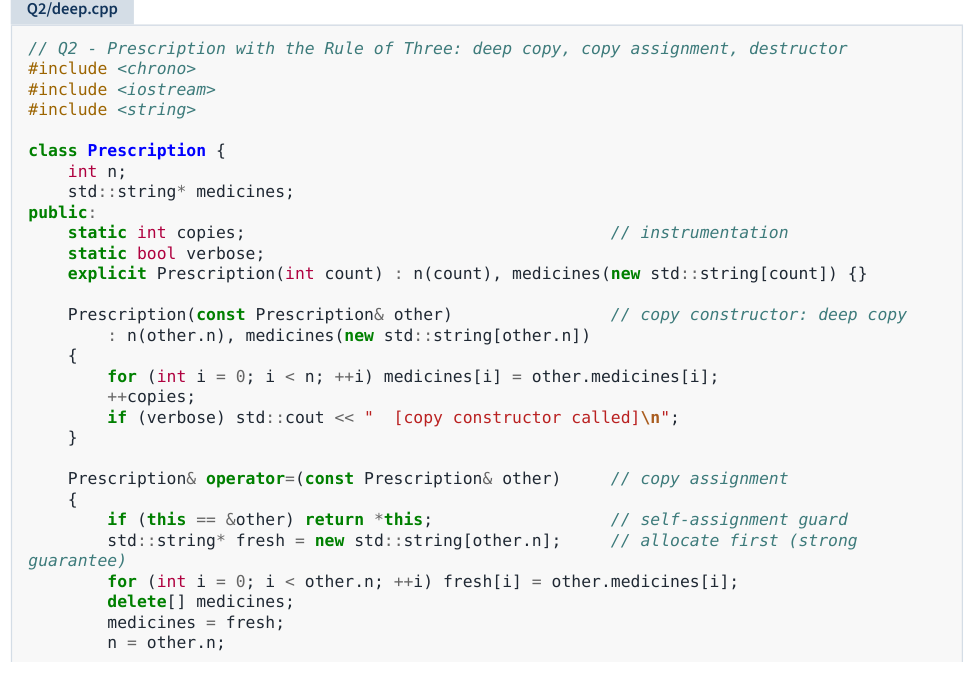 Q2/deep.cpp
// Q2 - Prescription with the Rule of Three: deep copy, copy assignment, destructor
#include <chrono>
#include <iostream>
#include <string>

class Prescription {
    int n;
    std::string* medicines;
public:
    static int copies;                                     // instrumentation
    static bool verbose;
    explicit Prescription(int count) : n(count), medicines(new std::string[count]) {}

    Prescription(const Prescription& other)                // copy constructor: deep copy
        : n(other.n), medicines(new std::string[other.n])
    {
        for (int i = 0; i < n; ++i) medicines[i] = other.medicines[i];
        ++copies;
        if (verbose) std::cout << "  [copy constructor called]\n";
    }

    Prescription& operator=(const Prescription& other)     // copy assignment
    {
        if (this == &other) return *this;                  // self-assignment guard
        std::string* fresh = new std::string[other.n];     // allocate first (strong
guarantee)
        for (int i = 0; i < other.n; ++i) fresh[i] = other.medicines[i];
        delete[] medicines;
        medicines = fresh;
        n = other.n;